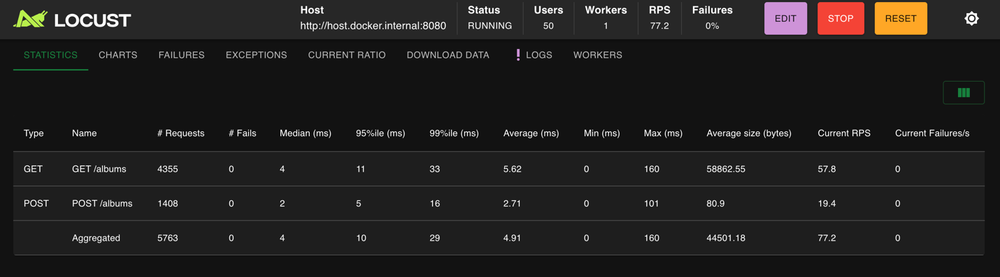 LOCUST
Host
http://host.docker.internal:8080
Status
RUNNING
Users
50
Workers
1
RPS
77.2
Failures
0%
EDIT
STOP
RESET
STATISTICS CHARTS FAILURES EXCEPTIONS CURRENT RATIO DOWNLOAD DATA ! LOGS WORKERS
Type Name # Requests # Fails Median (ms) 95%ile (ms) 99%ile (ms) Average (ms) Min (ms) Max (ms) Average size (bytes) Current RPS Current Failures/s
GET GET /albums 4355 0 4 11 33 5.62 0 160 58862.55 57.8 0
POST POST /albums 1408 0 2 5 16 2.71 0 101 80.9 19.4 0
Aggregated 5763 0 4 10 29 4.91 0 160 44501.18 77.2 0